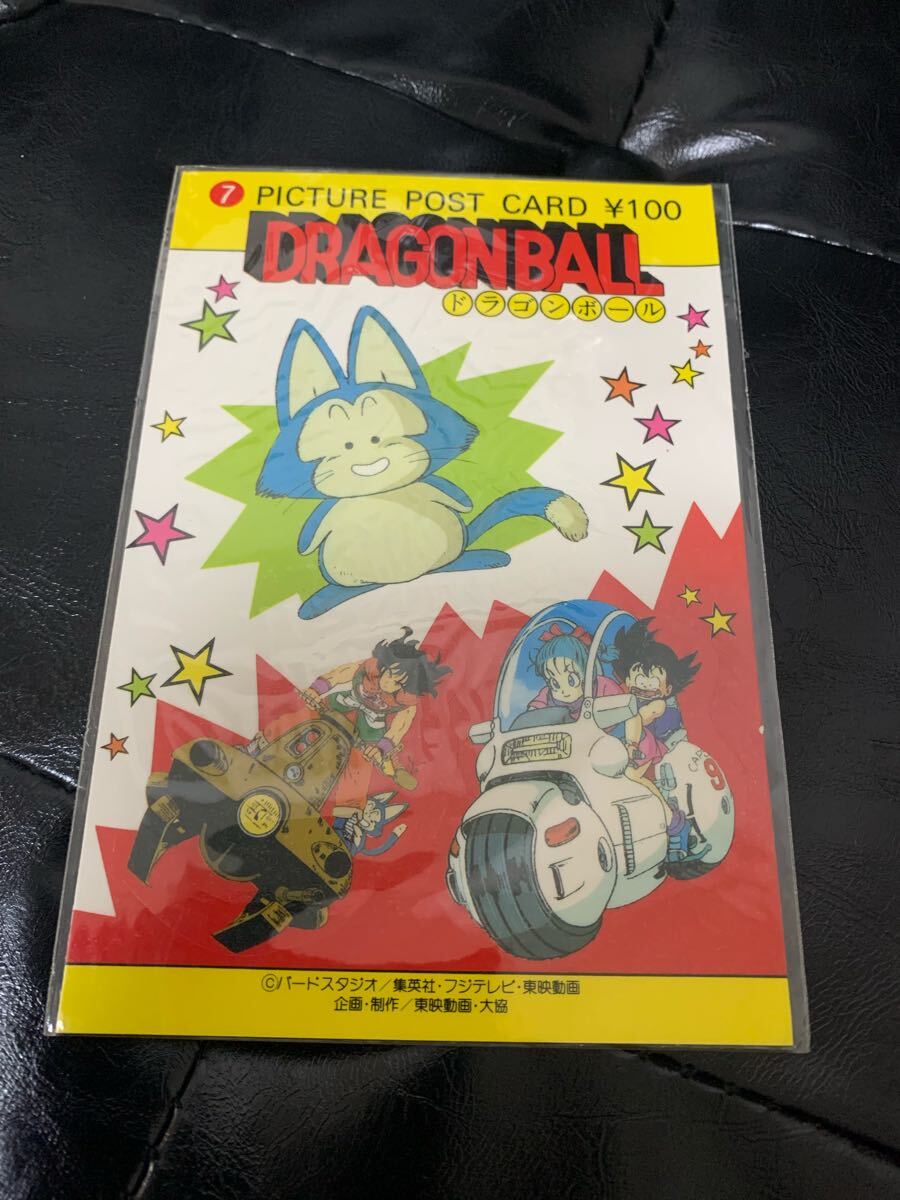 7 PICTURE POST CARD ¥100
DRAGONBALL
ドラゴンボール
9
©バードスタジオ／集英社・フジテレビ・東映動画
企画・制作／東映動画・大協